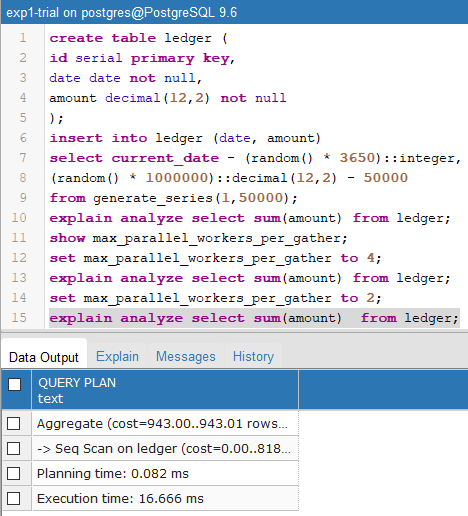 exp1-trial on postgres@PostgreSQL 9.6
1 create table ledger (
2 id serial primary key,
3 date date not null,
4 amount decimal(12,2) not null
5 );
6 insert into ledger (date, amount)
7 select current_date - (random() * 3650)::integer,
8 (random() * 1000000)::decimal(12,2) - 50000
9 from generate_series(1,50000);
10 explain analyze select sum(amount) from ledger;
11 show max_parallel_workers_per_gather;
12 set max_parallel_workers_per_gather to 4;
13 explain analyze select sum(amount) from ledger;
14 set max_parallel_workers_per_gather to 2;
15 explain analyze select sum(amount)  from ledger;
Data Output Explain Messages History
QUERY PLAN
text
Aggregate (cost=943.00..943.01 rows...
-> Seq Scan on ledger (cost=0.00..818...
Planning time: 0.082 ms
Execution time: 16.666 ms